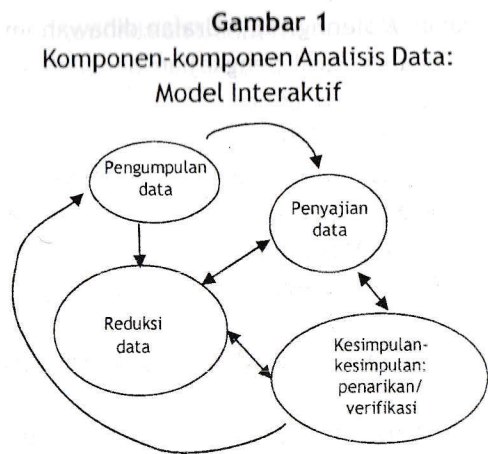 Gambar 1
Komponen-komponen Analisis Data:
Model Interaktif
Pengumpulan
data
Penyajian
data
Reduksi
data
Kesimpulan-
kesimpulan:
penarikan/
verifikasi